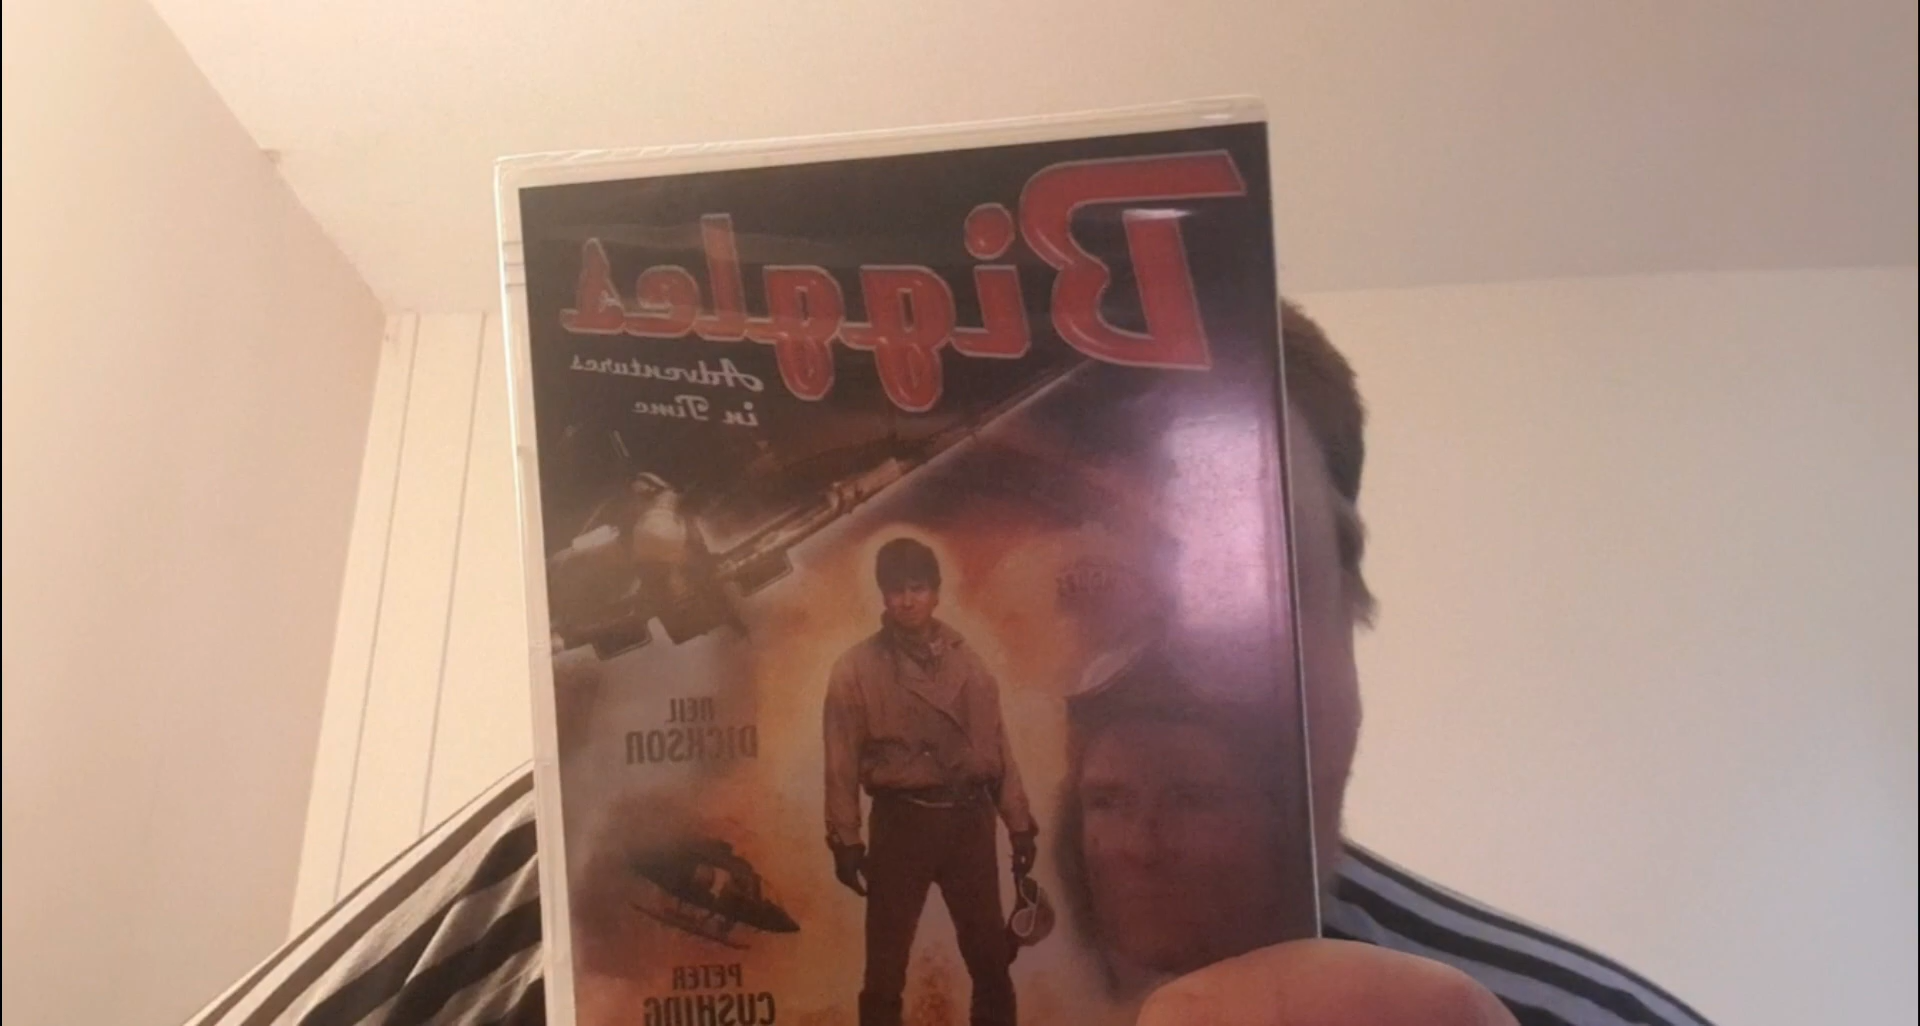 Biggles
Adventures
in Time
NEIL
DICKSON
PETER
CUSHING